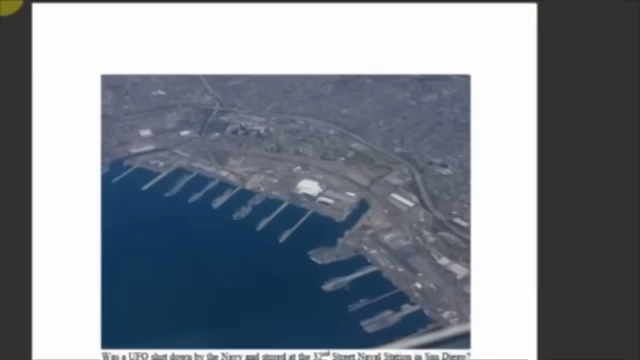 Was a UFO shot down by the Navy and stored at the 32nd Street Naval Station in San Diego?